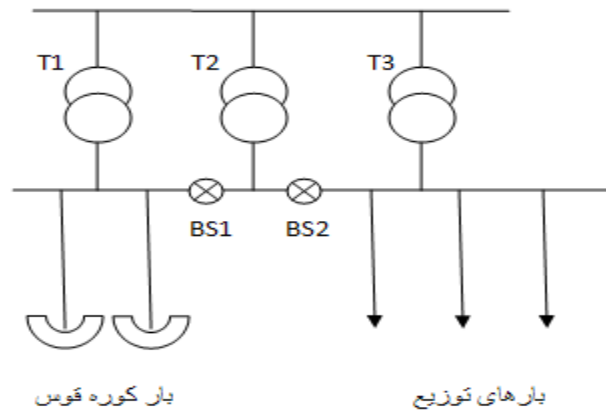 T1
T2
T3
BS1
BS2
بار کوره قوس
بارهای توزیع